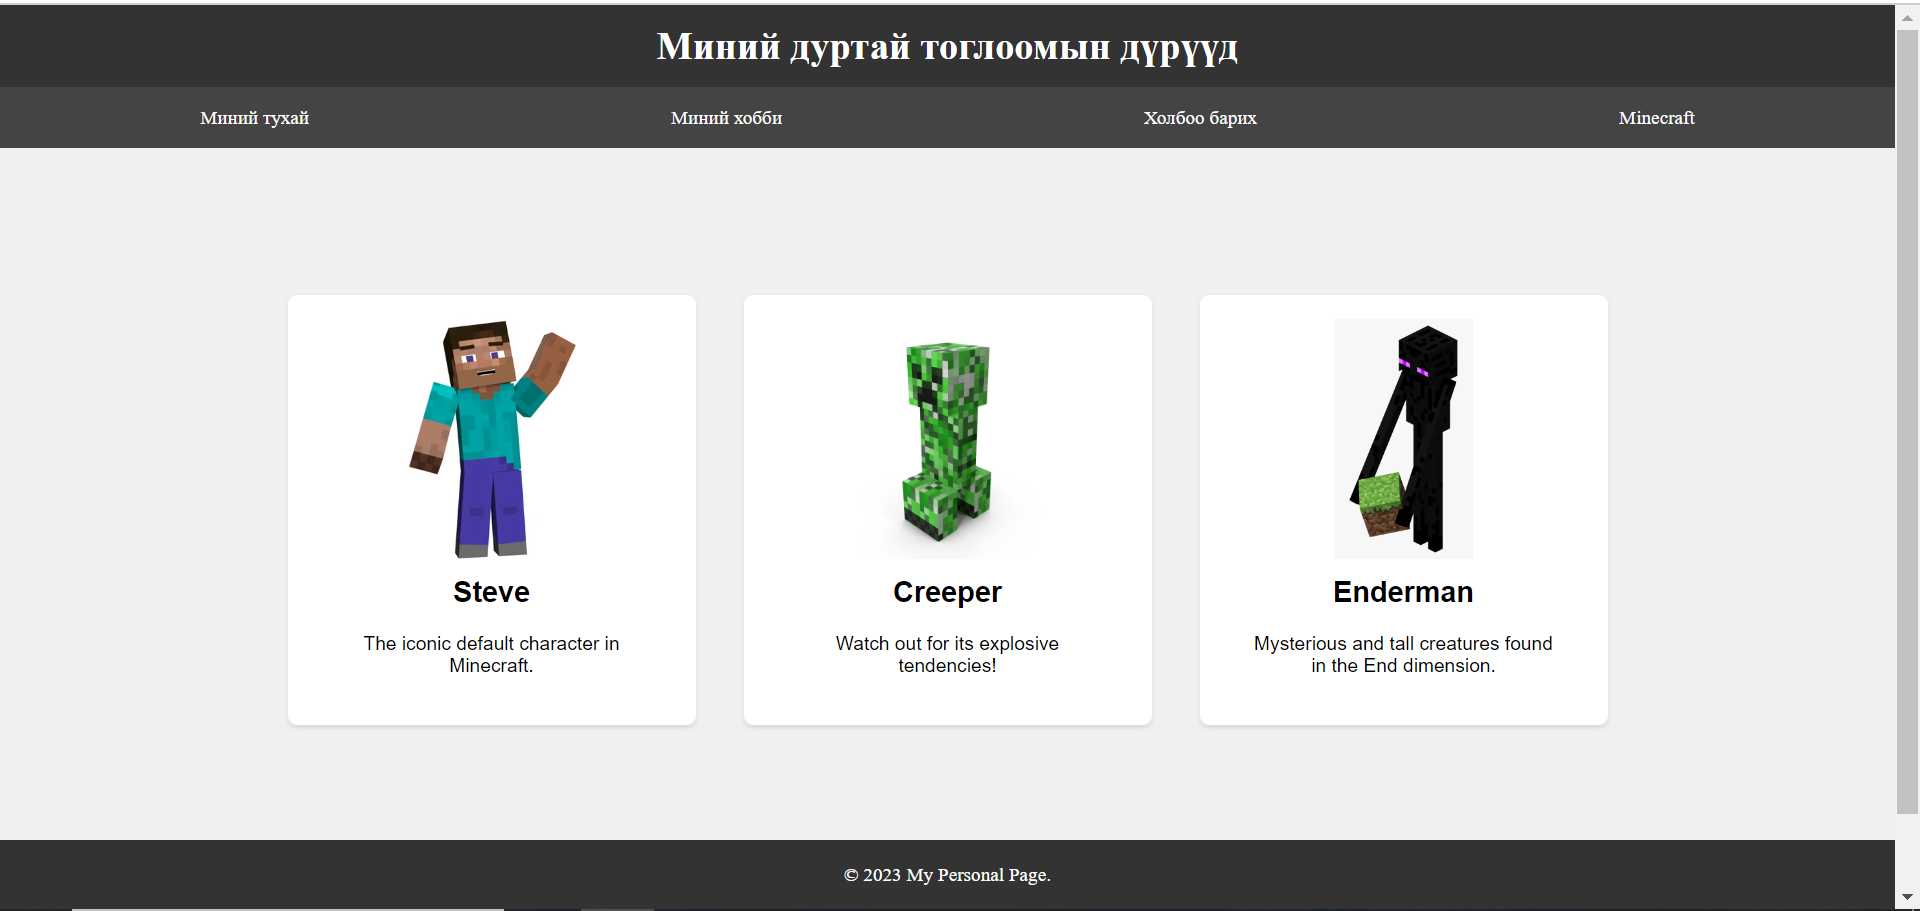 Миний дуртай тоглоомын дүрүүд
Миний тухай
Миний хобби
Холбоо барих
Minecraft
Steve
The iconic default character in
Minecraft.
Creeper
Watch out for its explosive
tendencies!
Enderman
Mysterious and tall creatures found
in the End dimension.
© 2023 My Personal Page.